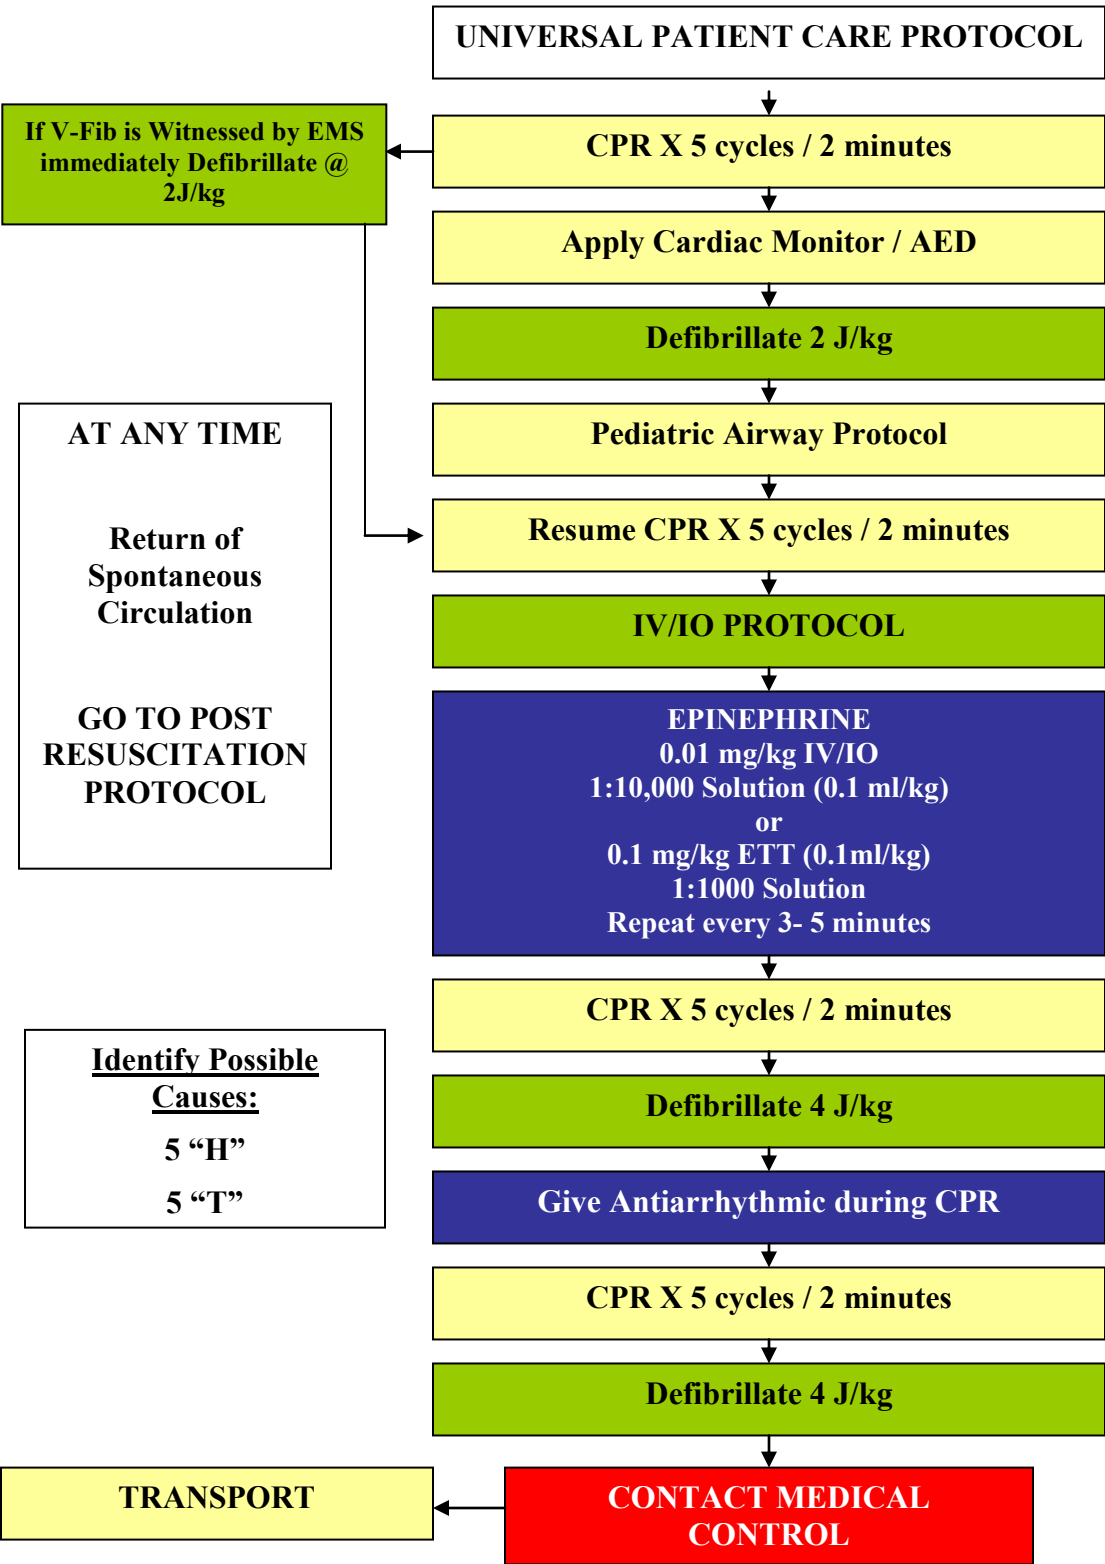 UNIVERSAL PATIENT CARE PROTOCOL
If V-Fib is Witnessed by EMS
immediately Defibrillate @
2J/kg
CPR X 5 cycles / 2 minutes
Apply Cardiac Monitor / AED
Defibrillate 2 J/kg
Pediatric Airway Protocol
Resume CPR X 5 cycles / 2 minutes
AT ANY TIME
Return of
Spontaneous
Circulation
GO TO POST
RESUSCITATION
PROTOCOL
IV/IO PROTOCOL
EPINEPHRINE
0.01 mg/kg IV/IO
1:10,000 Solution (0.1 ml/kg)
or
0.1 mg/kg ETT (0.1ml/kg)
1:1000 Solution
Repeat every 3- 5 minutes
CPR X 5 cycles / 2 minutes
Identify Possible
Causes:
5 “H”
5 “T”
Defibrillate 4 J/kg
Give Antiarrhythmic during CPR
CPR X 5 cycles / 2 minutes
Defibrillate 4 J/kg
CONTACT MEDICAL
CONTROL
TRANSPORT